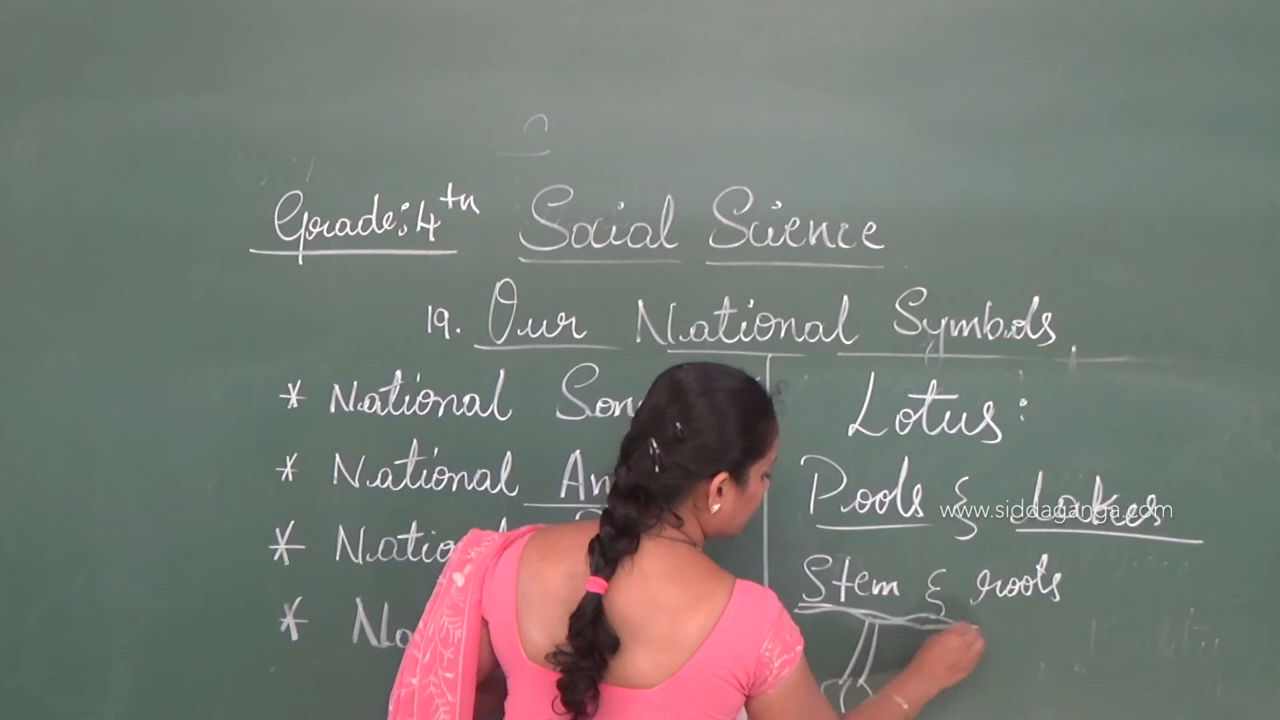 Grade: 4th Social Science
19. Our National Symbols
* National Son
* National An
* Natio
* Na
Lotus:
Pools & Lakes
www.siddaganga.com
Stem & roots